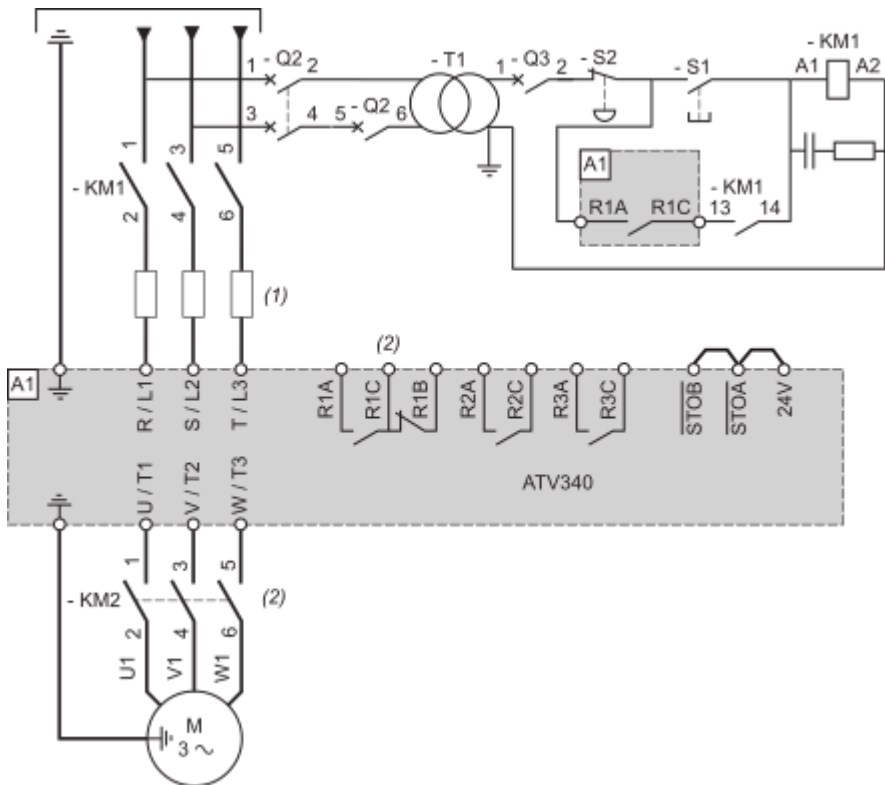 - Q2
1
2
- T1
1
- Q3
2
- S2
- S1
- KM1
A1
A2
3
4
5
- Q2
6
1
3
5
- KM1
2
4
6
A1
R1A
R1C
- KM1
13
14
(1)
(2)
A1
R / L1
S / L2
T / L3
R1A
R1C
R1B
R2A
R2C
R3A
R3C
STOB
STOA
24V
U / T1
V / T2
W / T3
ATV340
1
3
5
- KM2
(2)
2
4
6
U1
V1
W1
M
3 ~